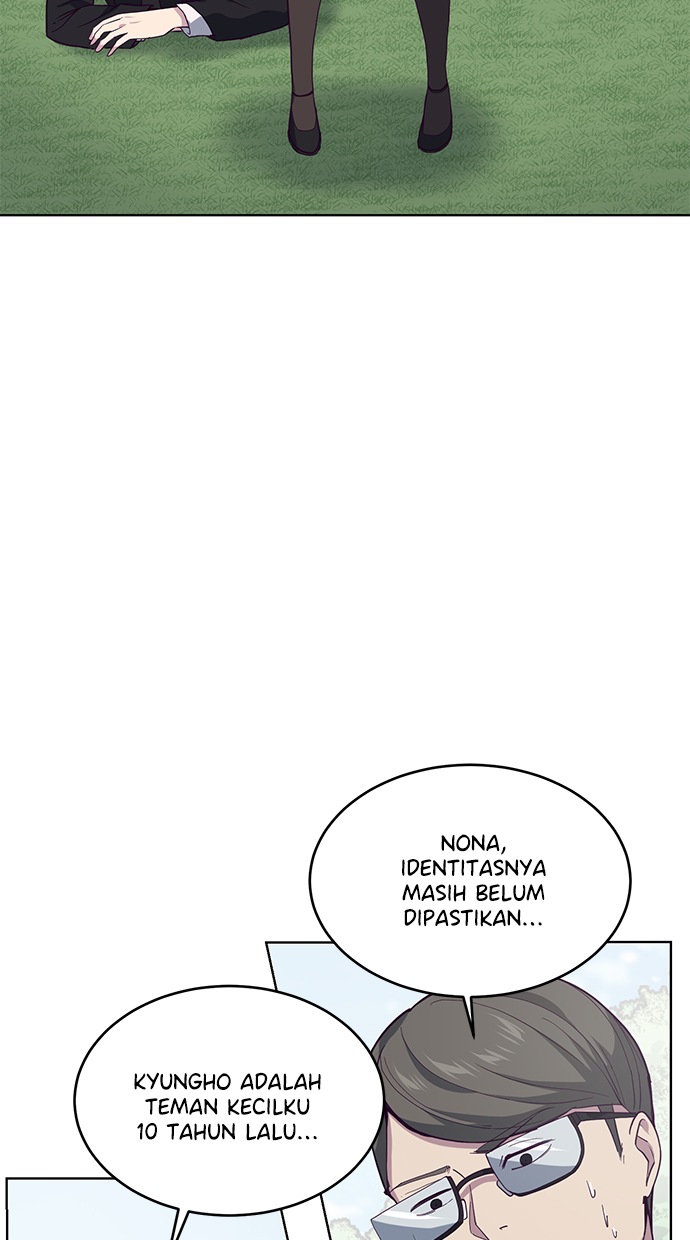 NONA,
IDENTITASNYA
MASIH BELUM
DIPASTIKAN...
KYUNGHO ADALAH
TEMAN KECILKU
10 TAHUN LALU...